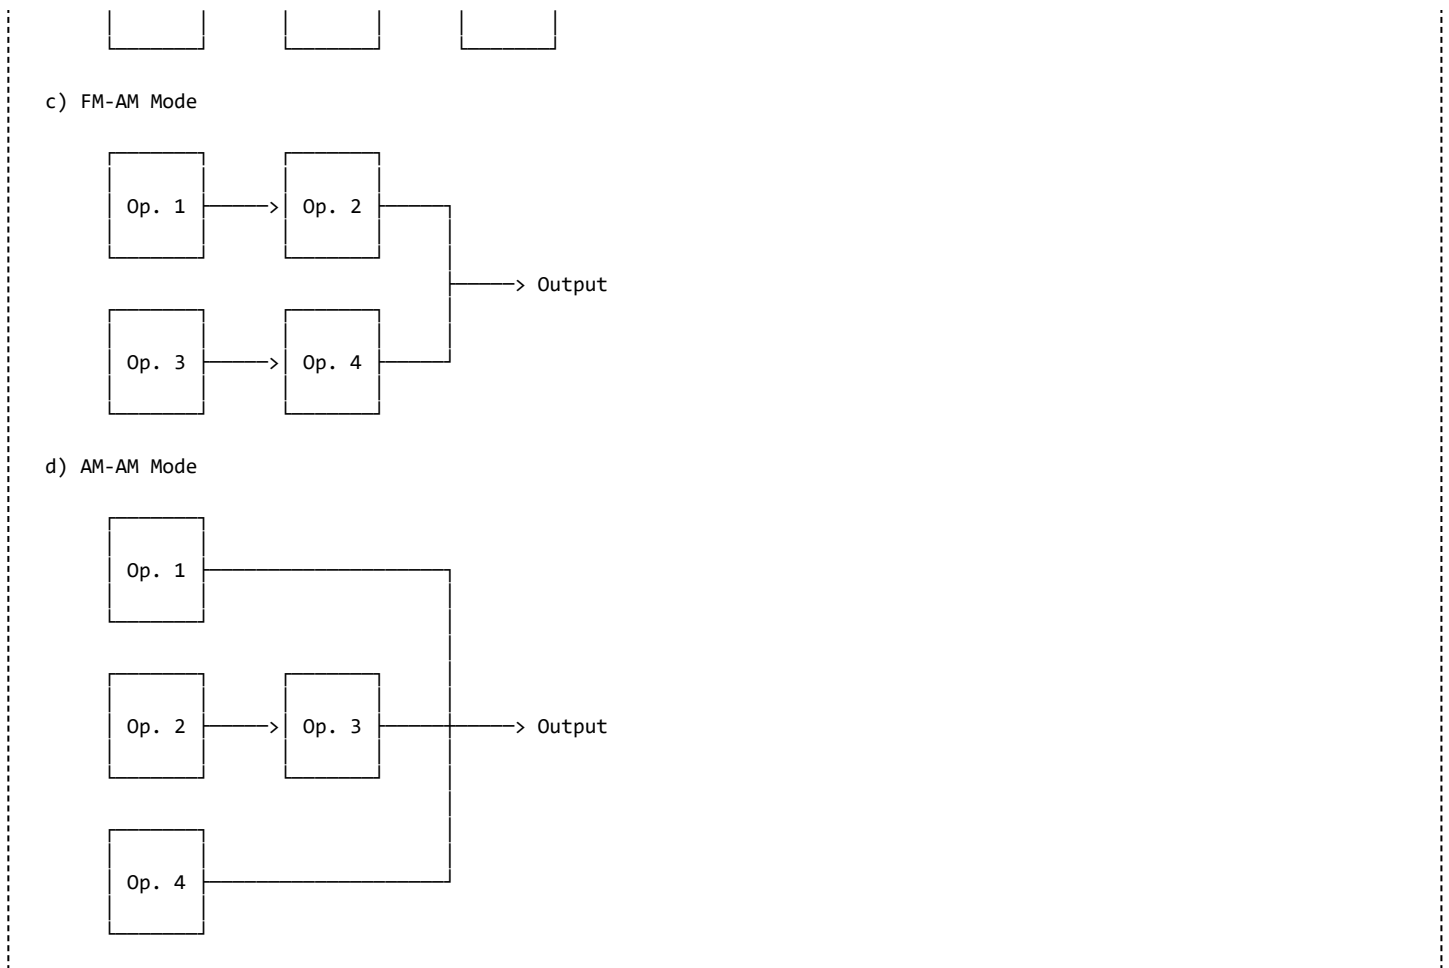 c) FM-AM Mode
Op. 1 Op. 2
> Output
Op. 3 Op. 4
d) AM-AM Mode
Op. 1
Op. 2 Op. 3 > Output
Op. 4